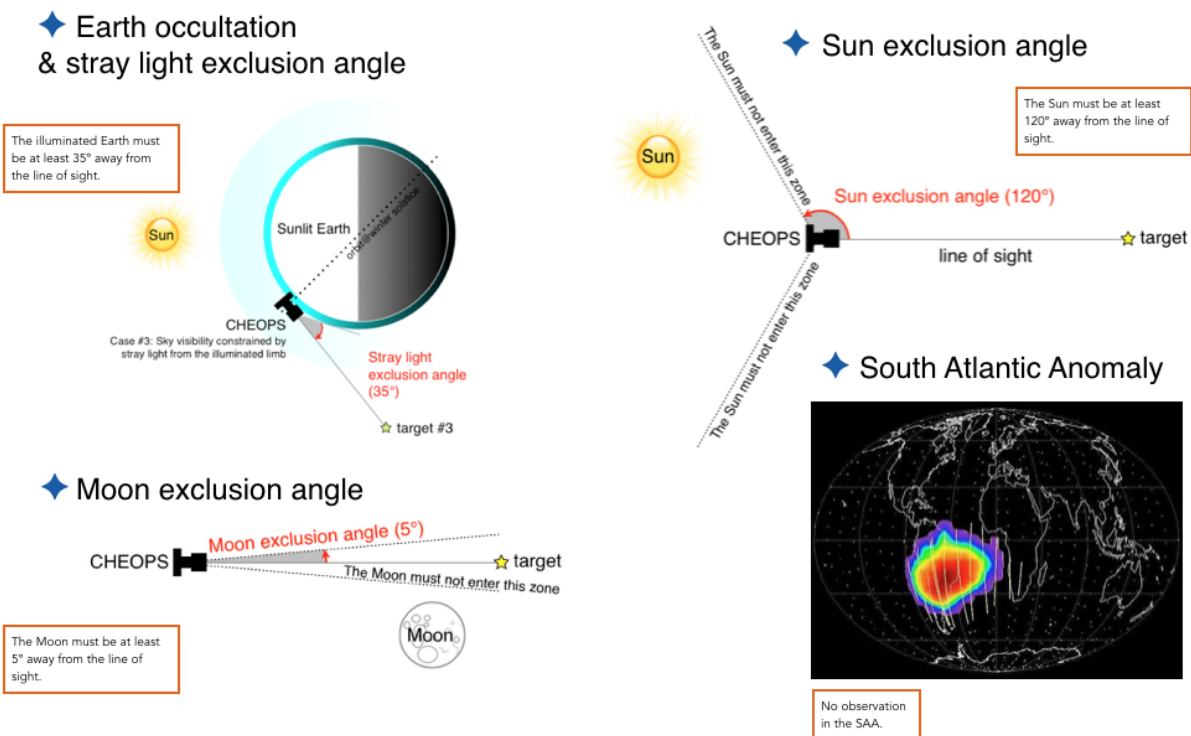 Earth occultation
& stray light exclusion angle
The illuminated Earth must
be at least 35° away from
the line of sight.
Sun
Sunlit Earth
orbit@winter solstice
CHEOPS
Case #3: Sky visibility constrained by
stray light from the illuminated limb
Stray light
exclusion angle
(35°)
target #3
Sun exclusion angle
The Sun must be at least
120° away from the line of
sight.
Sun
The Sun must not enter this zone
Sun exclusion angle (120°)
CHEOPS
target
line of sight
The Sun must not enter this zone
Moon exclusion angle
Moon exclusion angle (5°)
CHEOPS
target
The Moon must not enter this zone
Moon
The Moon must be at least
5° away from the line of
sight.
South Atlantic Anomaly
No observation
in the SAA.